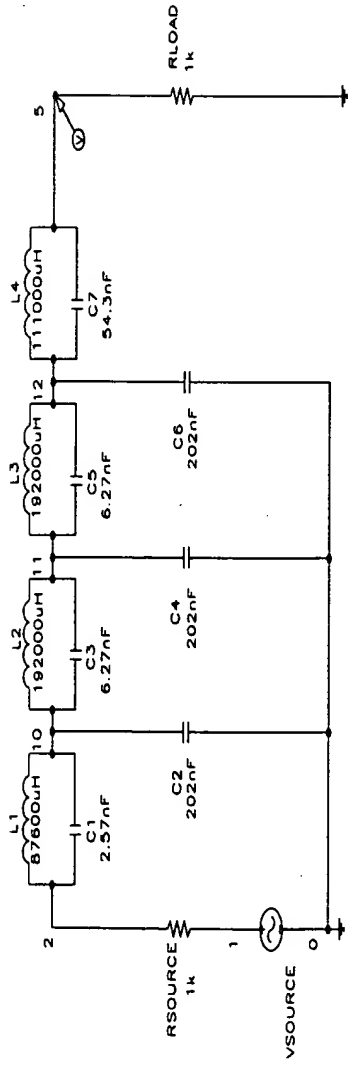 L1
87600uH
C1
2.57nF
L2
192000uH
C3
6.27nF
L3
192000uH
C5
6.27nF
L4
111000uH
C7
54.3nF
2
10
11
12
5
V
RSOURCE
1k
1
VSOURCE
0
C2
202nF
C4
202nF
C6
202nF
RLOAD
1k